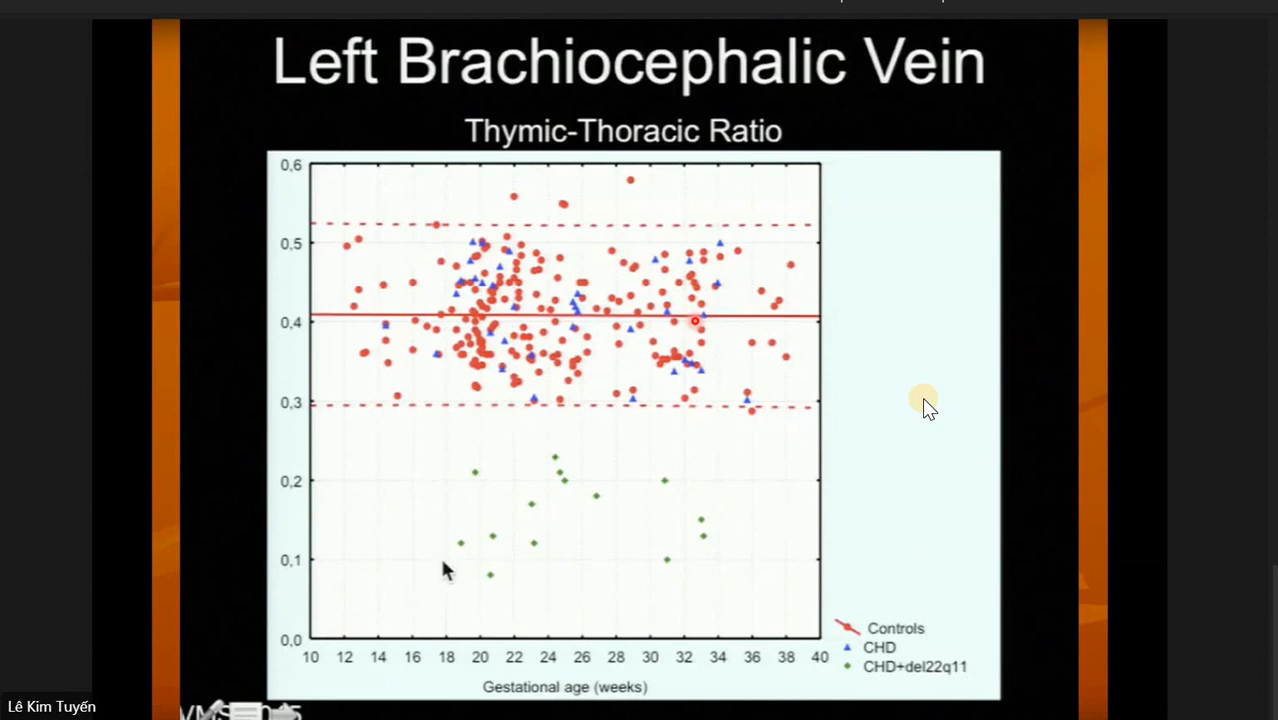 Left Brachiocephalic Vein
Thymic-Thoracic Ratio
0,6
0,5
0,4
0,3
0,2
0,1
0,0
10 12 14 16 18 20 22 24 26 28 30 32 34 36 38 40
Gestational age (weeks)
Controls
CHD
CHD+del22q11
Lê Kim Tuyến